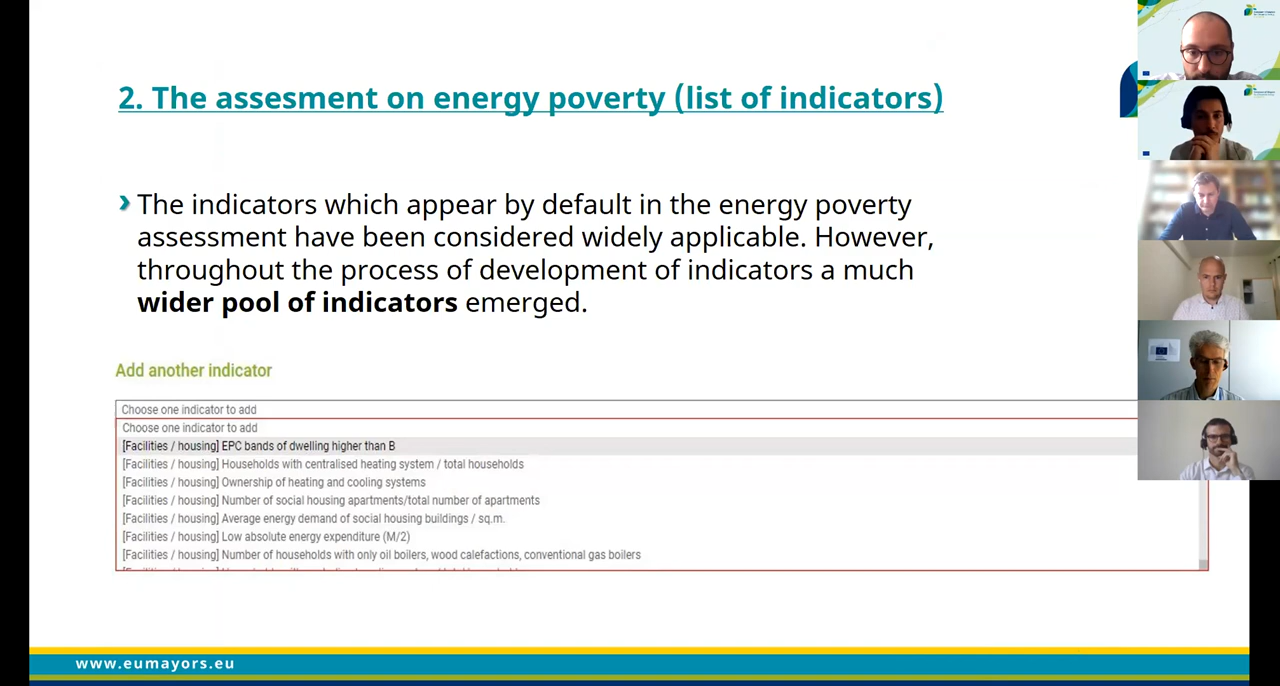 2. The assesment on energy poverty (list of indicators)
› The indicators which appear by default in the energy poverty
assessment have been considered widely applicable. However,
throughout the process of development of indicators a much
wider pool of indicators emerged.
Add another indicator
Choose one indicator to add
Choose one indicator to add
[Facilities / housing] EPC bands of dwelling higher than B
[Facilities / housing] Households with centralised heating system / total households
[Facilities / housing] Ownership of heating and cooling systems
[Facilities / housing] Number of social housing apartments/total number of apartments
[Facilities / housing] Average energy demand of social housing buildings / sq.m.
[Facilities / housing] Low absolute energy expenditure (M/2)
[Facilities / housing] Number of households with only oil boilers, wood calefactions, conventional gas boilers
www.eumayors.eu